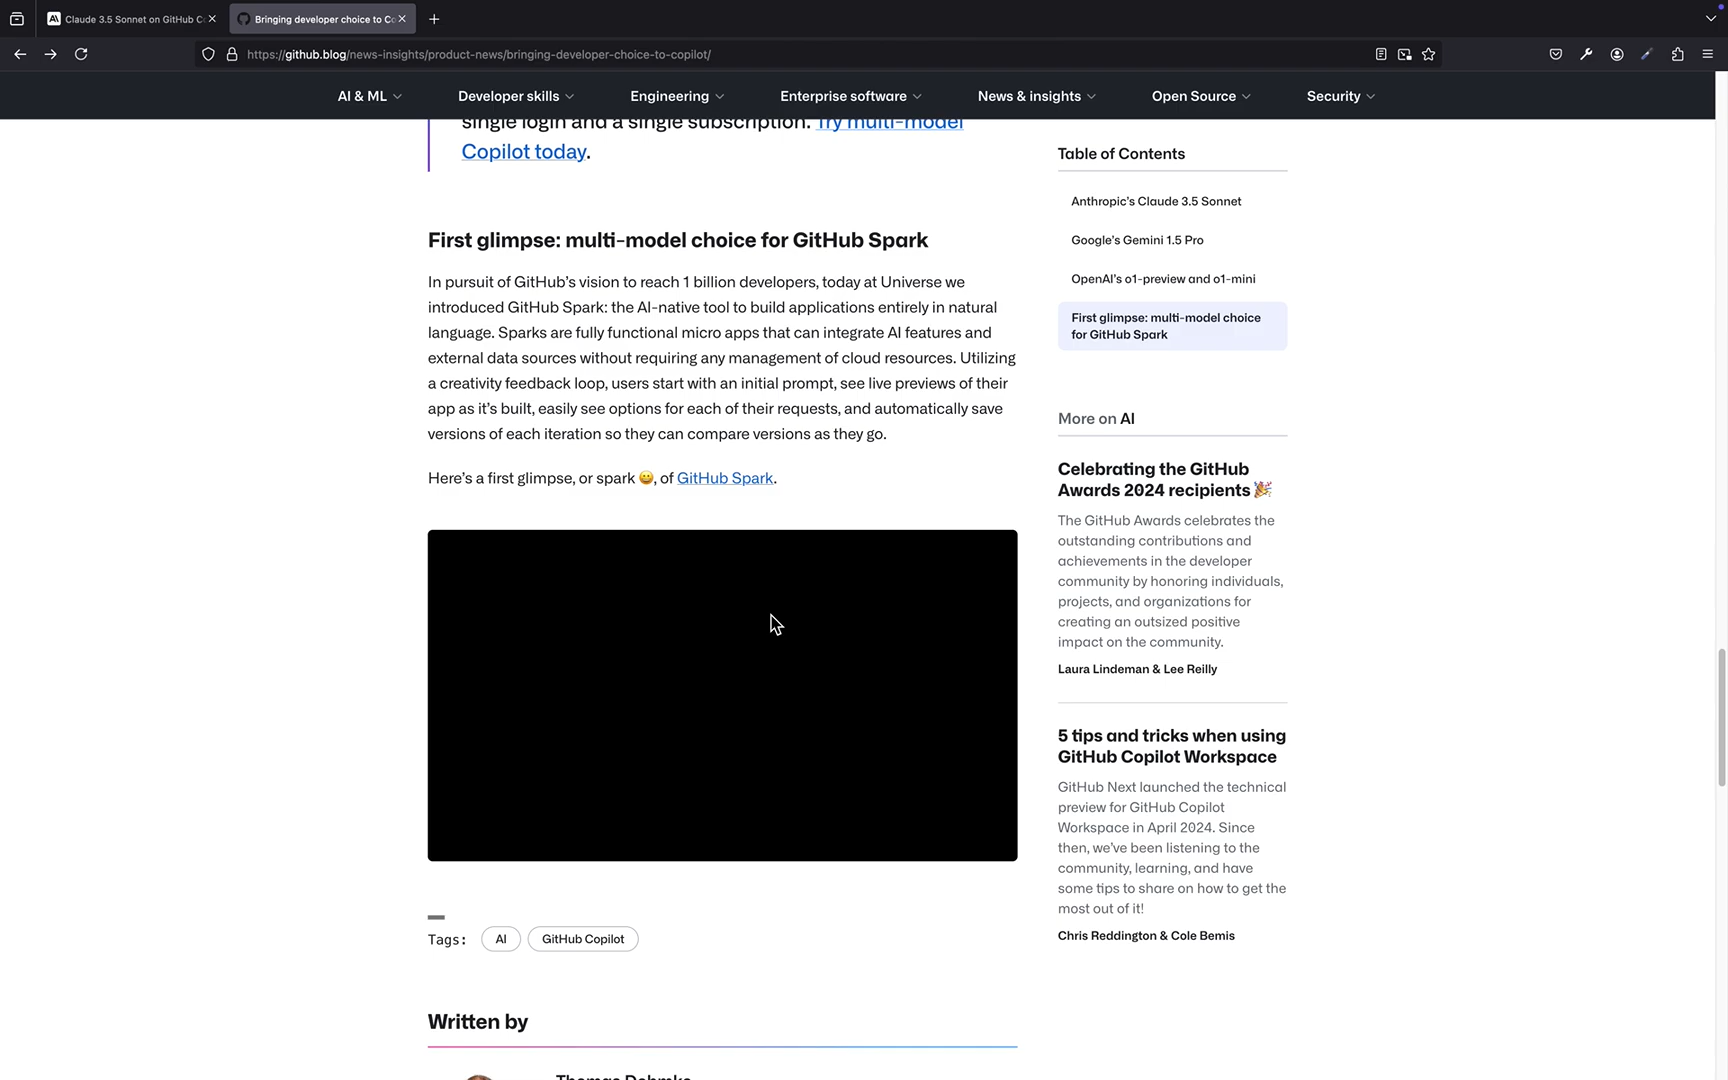 Claude 3.5 Sonnet on GitHub C
Bringing developer choice to Co
https://github.blog/news-insights/product-news/bringing-developer-choice-to-copilot/
AI & ML
Developer skills
Engineering
Enterprise software
News & insights
Open Source
Security
single login and a single subscription. Try multi-model
Copilot today.
First glimpse: multi-model choice for GitHub Spark
In pursuit of GitHub's vision to reach 1 billion developers, today at Universe we
introduced GitHub Spark: the AI-native tool to build applications entirely in natural
language. Sparks are fully functional micro apps that can integrate AI features and
external data sources without requiring any management of cloud resources. Utilizing
a creativity feedback loop, users start with an initial prompt, see live previews of their
app as it's built, easily see options for each of their requests, and automatically save
versions of each iteration so they can compare versions as they go.
Here's a first glimpse, or spark 😀, of GitHub Spark.
Tags:
AI
GitHub Copilot
Written by
Thomas Dohmke
Table of Contents
Anthropic's Claude 3.5 Sonnet
Google's Gemini 1.5 Pro
OpenAI's o1-preview and o1-mini
First glimpse: multi-model choice
for GitHub Spark
More on AI
Celebrating the GitHub
Awards 2024 recipients 🎉
The GitHub Awards celebrates the
outstanding contributions and
achievements in the developer
community by honoring individuals,
projects, and organizations for
creating an outsized positive
impact on the community.
Laura Lindeman & Lee Reilly
5 tips and tricks when using
GitHub Copilot Workspace
GitHub Next launched the technical
preview for GitHub Copilot
Workspace in April 2024. Since
then, we've been listening to the
community, learning, and have
some tips to share on how to get the
most out of it!
Chris Reddington & Cole Bemis